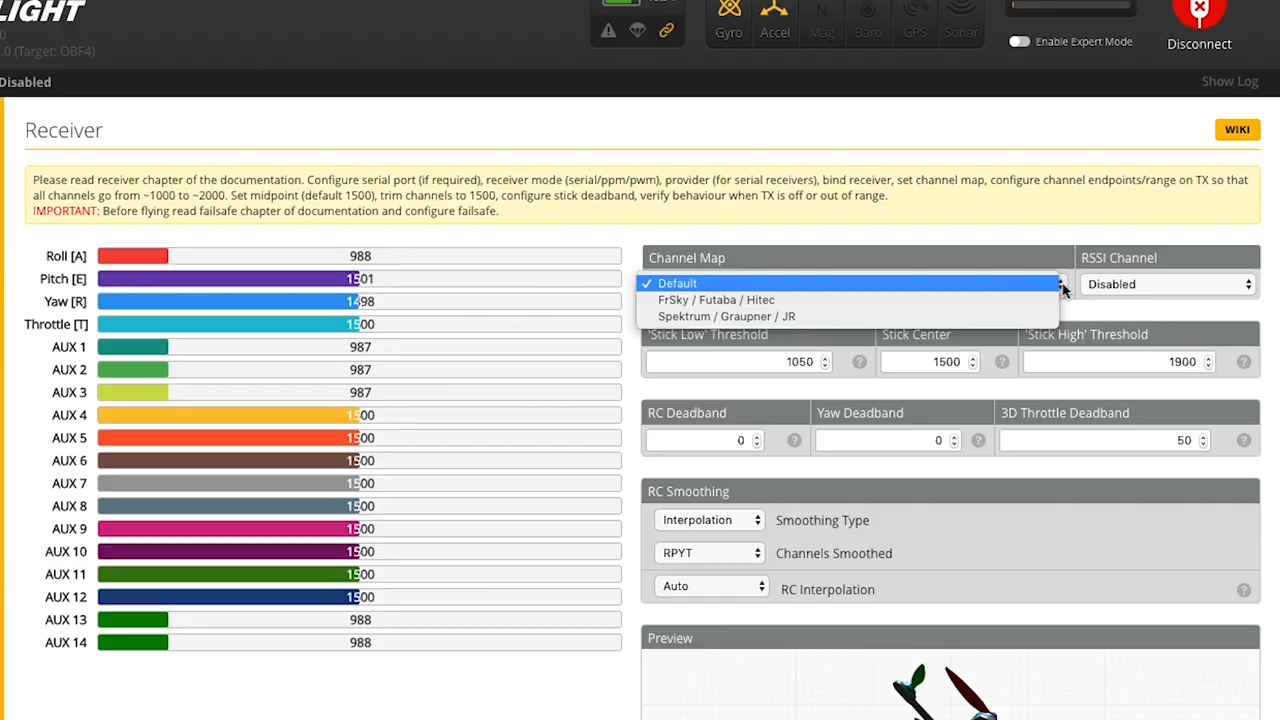 LIGHT
0
.0 (Target: OBF4)
Gyro
Accel
Mag
Baro
GPS
Sonar
Enable Expert Mode
Disconnect
Disabled
Show Log
Receiver
WIKI
Please read receiver chapter of the documentation. Configure serial port (if required), receiver mode (serial/ppm/pwm), provider (for serial receivers), bind receiver, set channel map, configure channel endpoints/range on TX so that
all channels go from ~1000 to ~2000. Set midpoint (default 1500), trim channels to 1500, configure stick deadband, verify behaviour when TX is off or out of range.
IMPORTANT: Before flying read failsafe chapter of documentation and configure failsafe.
Roll [A] 988
Pitch [E] 1501
Yaw [R] 1498
Throttle [T] 1500
AUX 1 987
AUX 2 987
AUX 3 987
AUX 4 1500
AUX 5 1500
AUX 6 1500
AUX 7 1500
AUX 8 1500
AUX 9 1500
AUX 10 1500
AUX 11 1500
AUX 12 1500
AUX 13 988
AUX 14 988
Channel Map
RSSI Channel
✓ Default
FrSky / Futaba / Hitec
Spektrum / Graupner / JR
Disabled
'Stick Low' Threshold
Stick Center
'Stick High' Threshold
1050
1500
1900
RC Deadband
Yaw Deadband
3D Throttle Deadband
0
0
50
RC Smoothing
Interpolation Smoothing Type
RPYT Channels Smoothed
Auto RC Interpolation
Preview